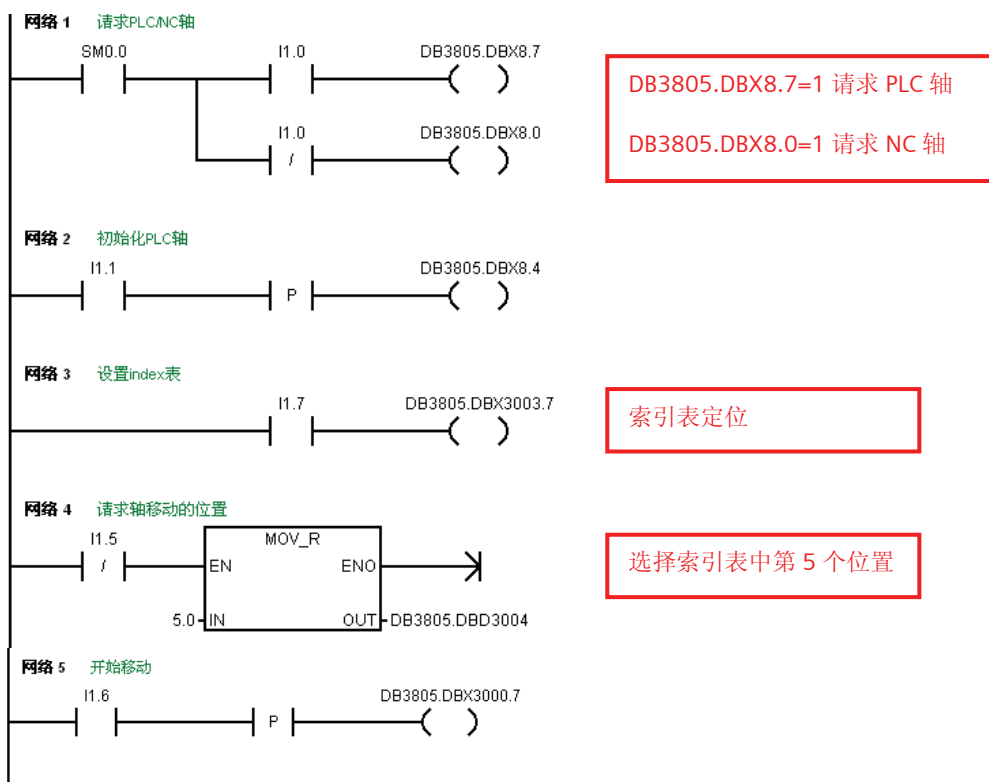 网络 1 请求PLC/NC轴
SM0.0 I1.0 DB3805.DBX8.7
I1.0 DB3805.DBX8.0
/
DB3805.DBX8.7=1 请求 PLC 轴
DB3805.DBX8.0=1 请求 NC 轴
网络 2 初始化PLC轴
I1.1 DB3805.DBX8.4
P
网络 3 设置index表
I1.7 DB3805.DBX3003.7
索引表定位
网络 4 请求轴移动的位置
I1.5 MOV_R
/ EN ENO
5.0 IN OUT DB3805.DBD3004
选择索引表中第 5 个位置
网络 5 开始移动
I1.6 DB3805.DBX3000.7
P